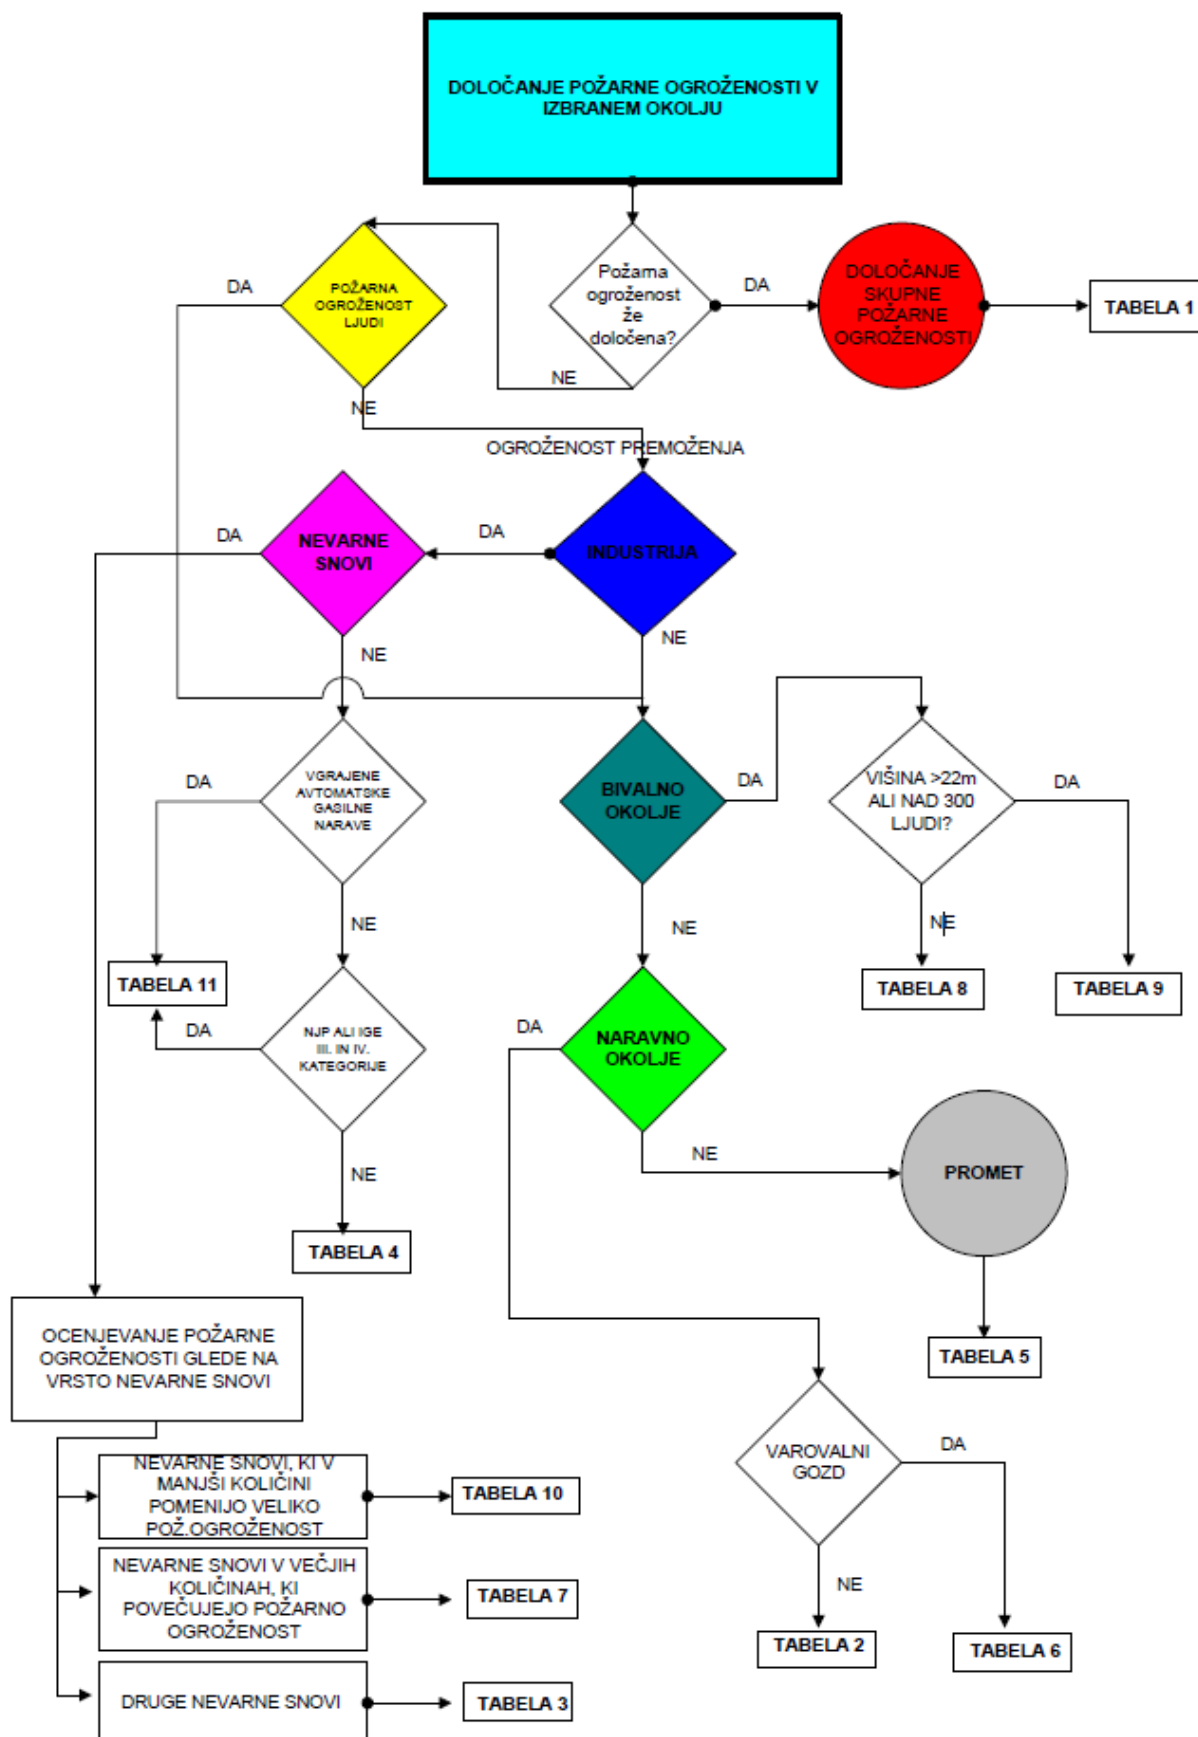 DOLOČANJE POŽARNE OGROŽENOSTI V
IZBRANEM OKOLJU
Požarna
ogroženost
že
določena?
DA
DOLOČANJE
SKUPNE
POŽARNE
OGROŽENOSTI
TABELA 1
NE
DA
POŽARNA
OGROŽENOST
LJUDI
NE
OGROŽENOST PREMOŽENJA
INDUSTRIJA
DA
NEVARNE
SNOVI
DA
NE
NE
VGRAJENE
AVTOMATSKE
GASILNE
NARAVE
DA
NE
TABELA 11
NJP ALI IGE
III. IN IV.
KATEGORIJE
DA
NE
TABELA 4
BIVALNO
OKOLJE
DA
VIŠINA >22m
ALI NAD 300
LJUDI?
DA
NE
TABELA 8
TABELA 9
NE
NARAVNO
OKOLJE
DA
NE
PROMET
TABELA 5
VAROVALNI
GOZD
DA
NE
TABELA 2
TABELA 6
OCENJEVANJE POŽARNE
OGROŽENOSTI GLEDE NA
VRSTO NEVARNE SNOVI
NEVARNE SNOVI, KI V
MANJŠI KOLIČINI
POMENIJO VELIKO
POŽ.OGROŽENOST
TABELA 10
NEVARNE SNOVI V VEČJIH
KOLIČINAH, KI
POVEČUJEJO POŽARNO
OGROŽENOST
TABELA 7
DRUGE NEVARNE SNOVI
TABELA 3